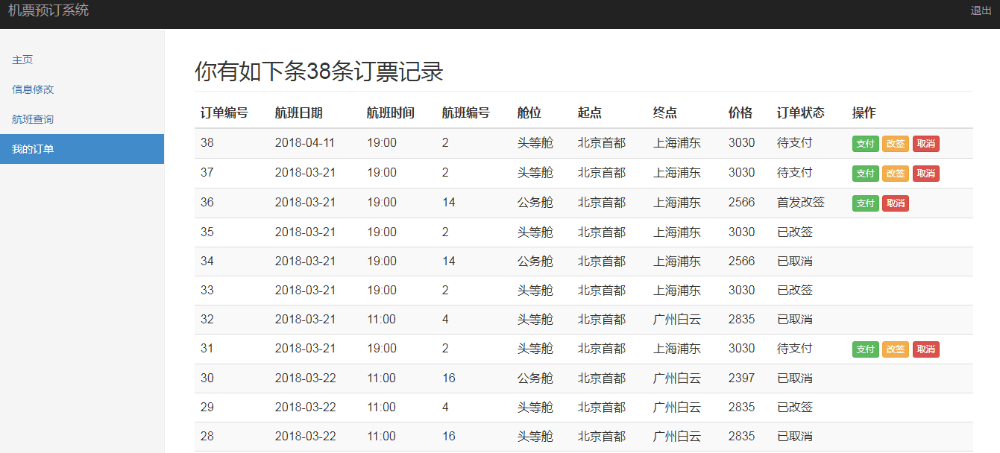 机票预订系统 退出
主页
信息修改
航班查询
我的订单
你有如下条38条订票记录
订单编号 航班日期 航班时间 航班编号 舱位 起点 终点 价格 订单状态 操作
38 2018-04-11 19:00 2 头等舱 北京首都 上海浦东 3030 待支付 支付 改签 取消
37 2018-03-21 19:00 2 头等舱 北京首都 上海浦东 3030 待支付 支付 改签 取消
36 2018-03-21 19:00 14 公务舱 北京首都 上海浦东 2566 首发改签 支付 取消
35 2018-03-21 19:00 2 头等舱 北京首都 上海浦东 3030 已改签
34 2018-03-21 19:00 14 公务舱 北京首都 上海浦东 2566 已取消
33 2018-03-21 19:00 2 头等舱 北京首都 上海浦东 3030 已改签
32 2018-03-21 11:00 4 头等舱 北京首都 广州白云 2835 已取消
31 2018-03-21 19:00 2 头等舱 北京首都 上海浦东 3030 待支付 支付 改签 取消
30 2018-03-22 11:00 16 公务舱 北京首都 广州白云 2397 已取消
29 2018-03-22 11:00 4 头等舱 北京首都 广州白云 2835 已改签
28 2018-03-22 11:00 16 头等舱 北京首都 广州白云 2835 已取消